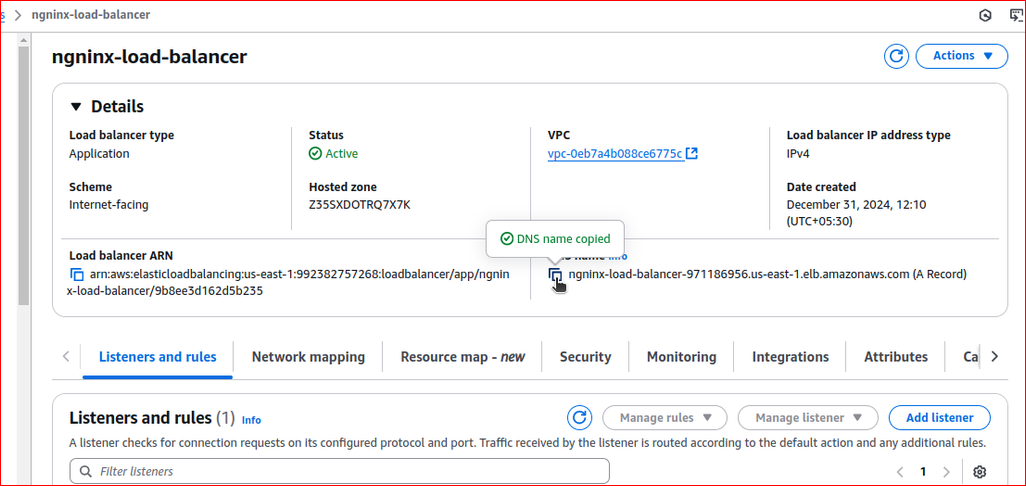 s > ngninx-load-balancer
ngninx-load-balancer
Actions
Details
Load balancer type
Application
Status
Active
VPC
vpc-0eb7a4b088ce6775c
Load balancer IP address type
IPv4
Scheme
Internet-facing
Hosted zone
Z35SXDOTRQ7X7K
Date created
December 31, 2024, 12:10
(UTC+05:30)
DNS name copied
Load balancer ARN
arn:aws:elasticloadbalancing:us-east-1:992382757268:loadbalancer/app/ngnin
x-load-balancer/9b8ee3d162d5b235
name Info
ngninx-load-balancer-971186956.us-east-1.elb.amazonaws.com (A Record)
Listeners and rules
Network mapping
Resource map - new
Security
Monitoring
Integrations
Attributes
Ca
Listeners and rules (1) Info
Manage rules
Manage listener
Add listener
A listener checks for connection requests on its configured protocol and port. Traffic received by the listener is routed according to the default action and any additional rules.
Filter listeners
1